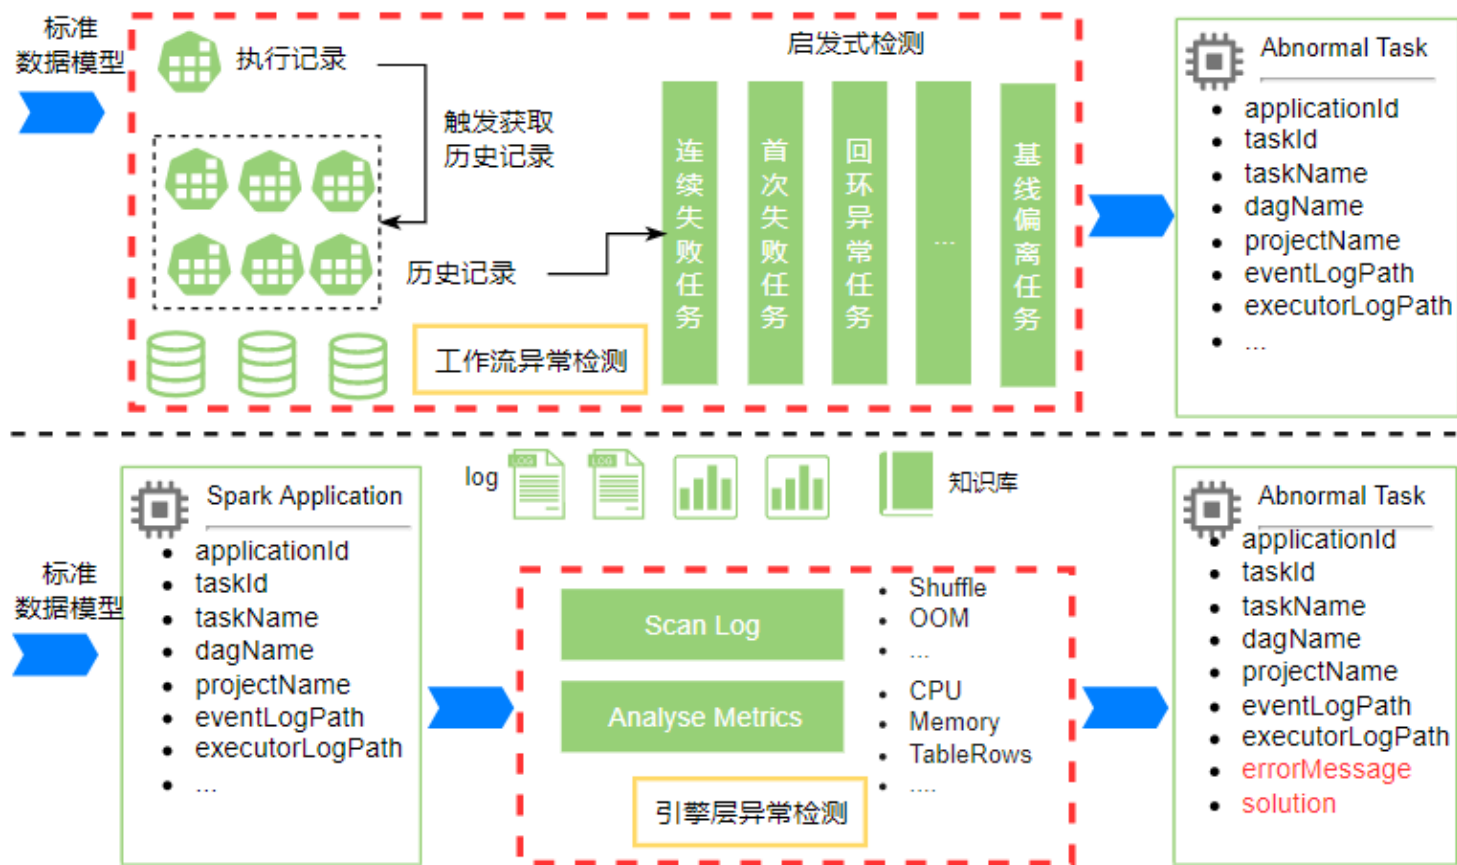 标准
数据模型
执行记录
触发获取
历史记录
历史记录
工作流异常检测
启发式检测
连续失败任务
首次失败任务
回环异常任务
...
基线偏离任务
Abnormal Task
applicationId
taskId
taskName
dagName
projectName
eventLogPath
executorLogPath
...
标准
数据模型
Spark Application
applicationId
taskId
taskName
dagName
projectName
eventLogPath
executorLogPath
...
log
LOG
LOG
知识库
Scan Log
Analyse Metrics
引擎层异常检测
Shuffle
OOM
...
CPU
Memory
TableRows
....
Abnormal Task
applicationId
taskId
taskName
dagName
projectName
eventLogPath
executorLogPath
errorMessage
solution